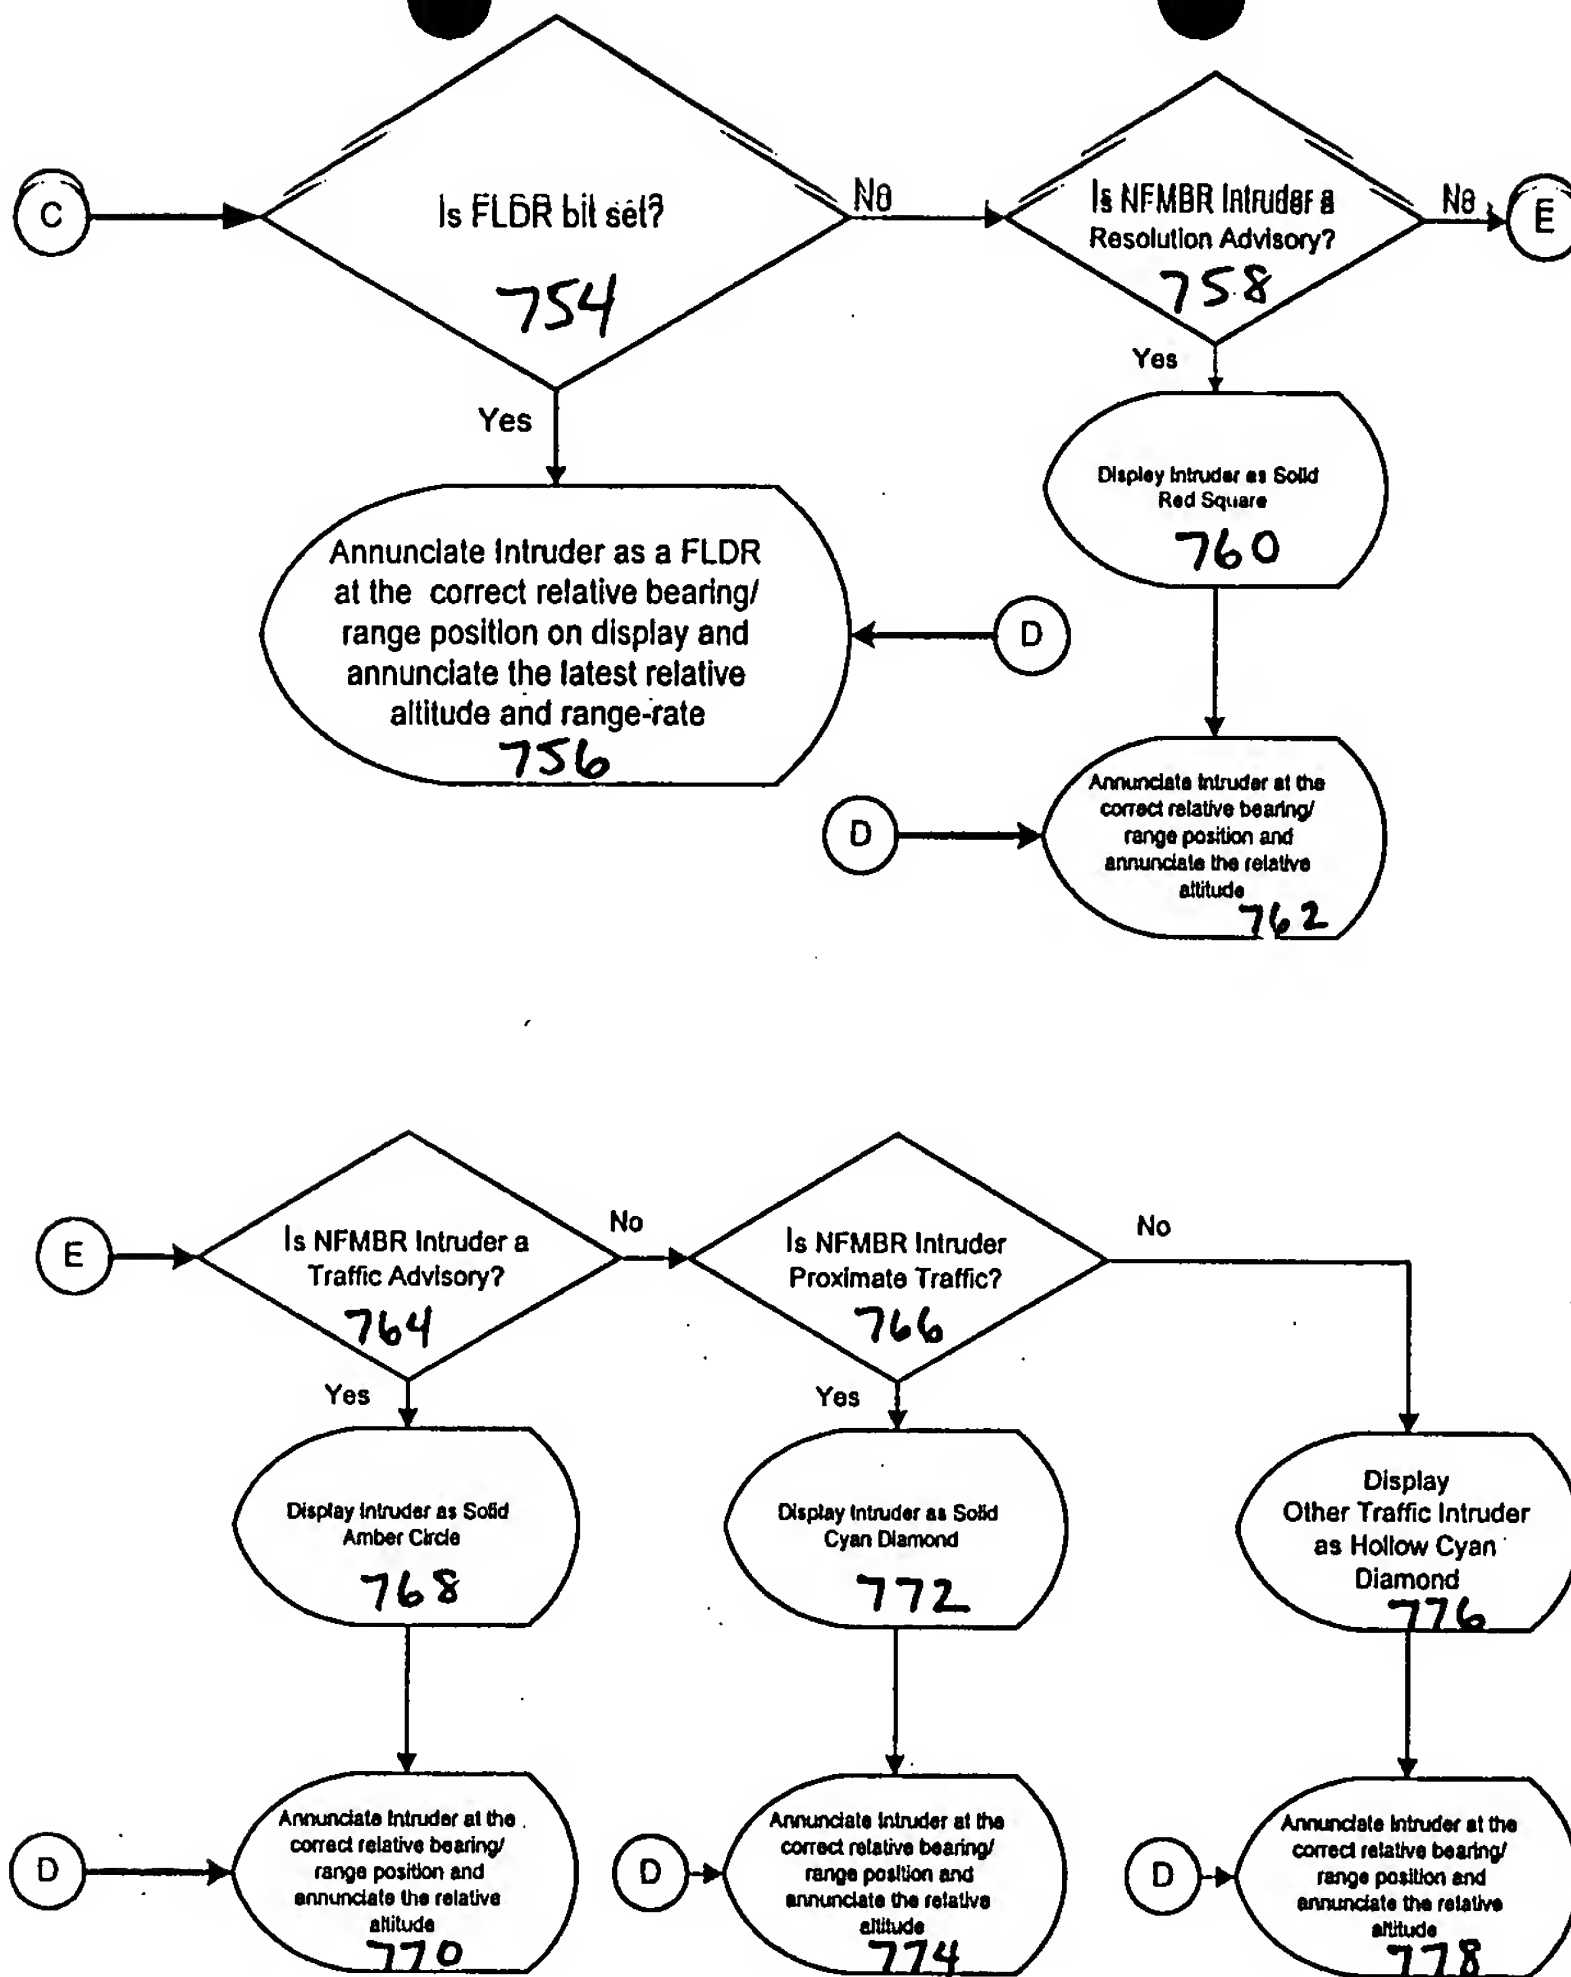 C
Is FLDR bit set?
754
No
Is NFMBR Intruder a
Resolution Advisory?
758
No
E
Yes
Yes
Display Intruder as Solid
Red Square
760
Annunciate Intruder as a FLDR
at the correct relative bearing/
range position on display and
annunciate the latest relative
altitude and range-rate
756
D
D
Annunciate Intruder at the
correct relative bearing/
range position and
annunciate the relative
altitude
762
E
Is NFMBR Intruder a
Traffic Advisory?
764
No
Is NFMBR Intruder
Proximate Traffic?
766
No
Yes
Yes
Display Intruder as Solid
Amber Circle
768
Display Intruder as Solid
Cyan Diamond
772
Display
Other Traffic Intruder
as Hollow Cyan
Diamond
776
D
Annunciate Intruder at the
correct relative bearing/
range position and
annunciate the relative
altitude
770
D
Annunciate Intruder at the
correct relative bearing/
range position and
annunciate the relative
altitude
774
D
Annunciate Intruder at the
correct relative bearing/
range position and
annunciate the relative
altitude
778